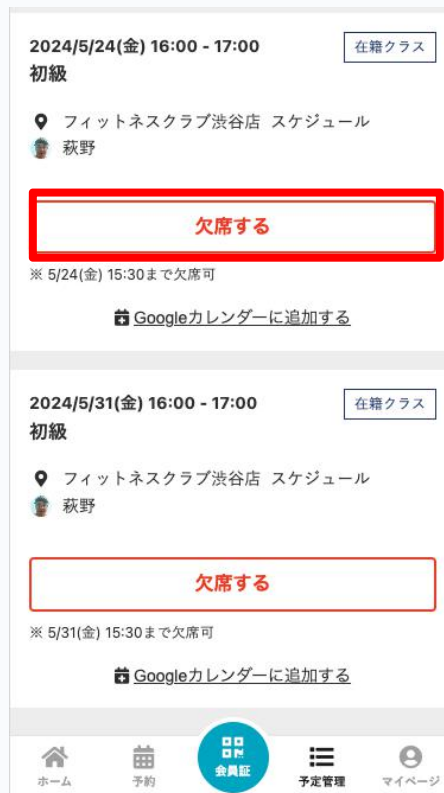 2024/5/24(金) 16:00 - 17:00
在籍クラス
初級
フィットネスクラブ渋谷店 スケジュール
萩野
欠席する
※ 5/24(金) 15:30まで欠席可
Googleカレンダーに追加する
2024/5/31(金) 16:00 - 17:00
在籍クラス
初級
フィットネスクラブ渋谷店 スケジュール
萩野
欠席する
※ 5/31(金) 15:30まで欠席可
Googleカレンダーに追加する
ホーム
予約
会員証
予定管理
マイページ